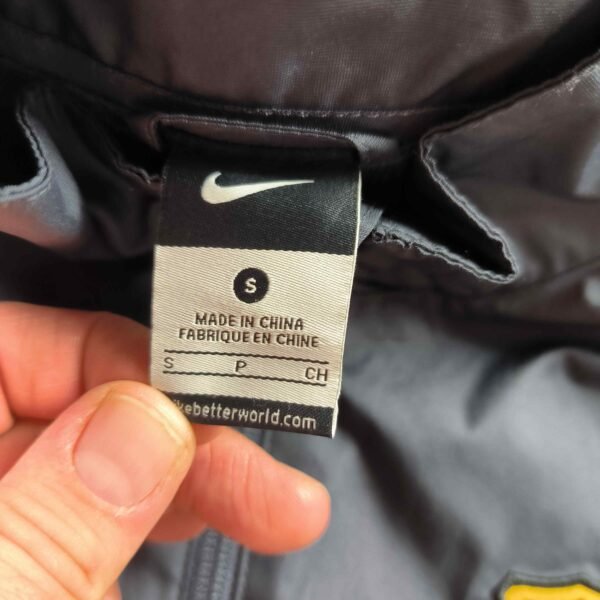 S
MADE IN CHINA
FABRIQUE EN CHINE
S P CH
kebetterworld.com